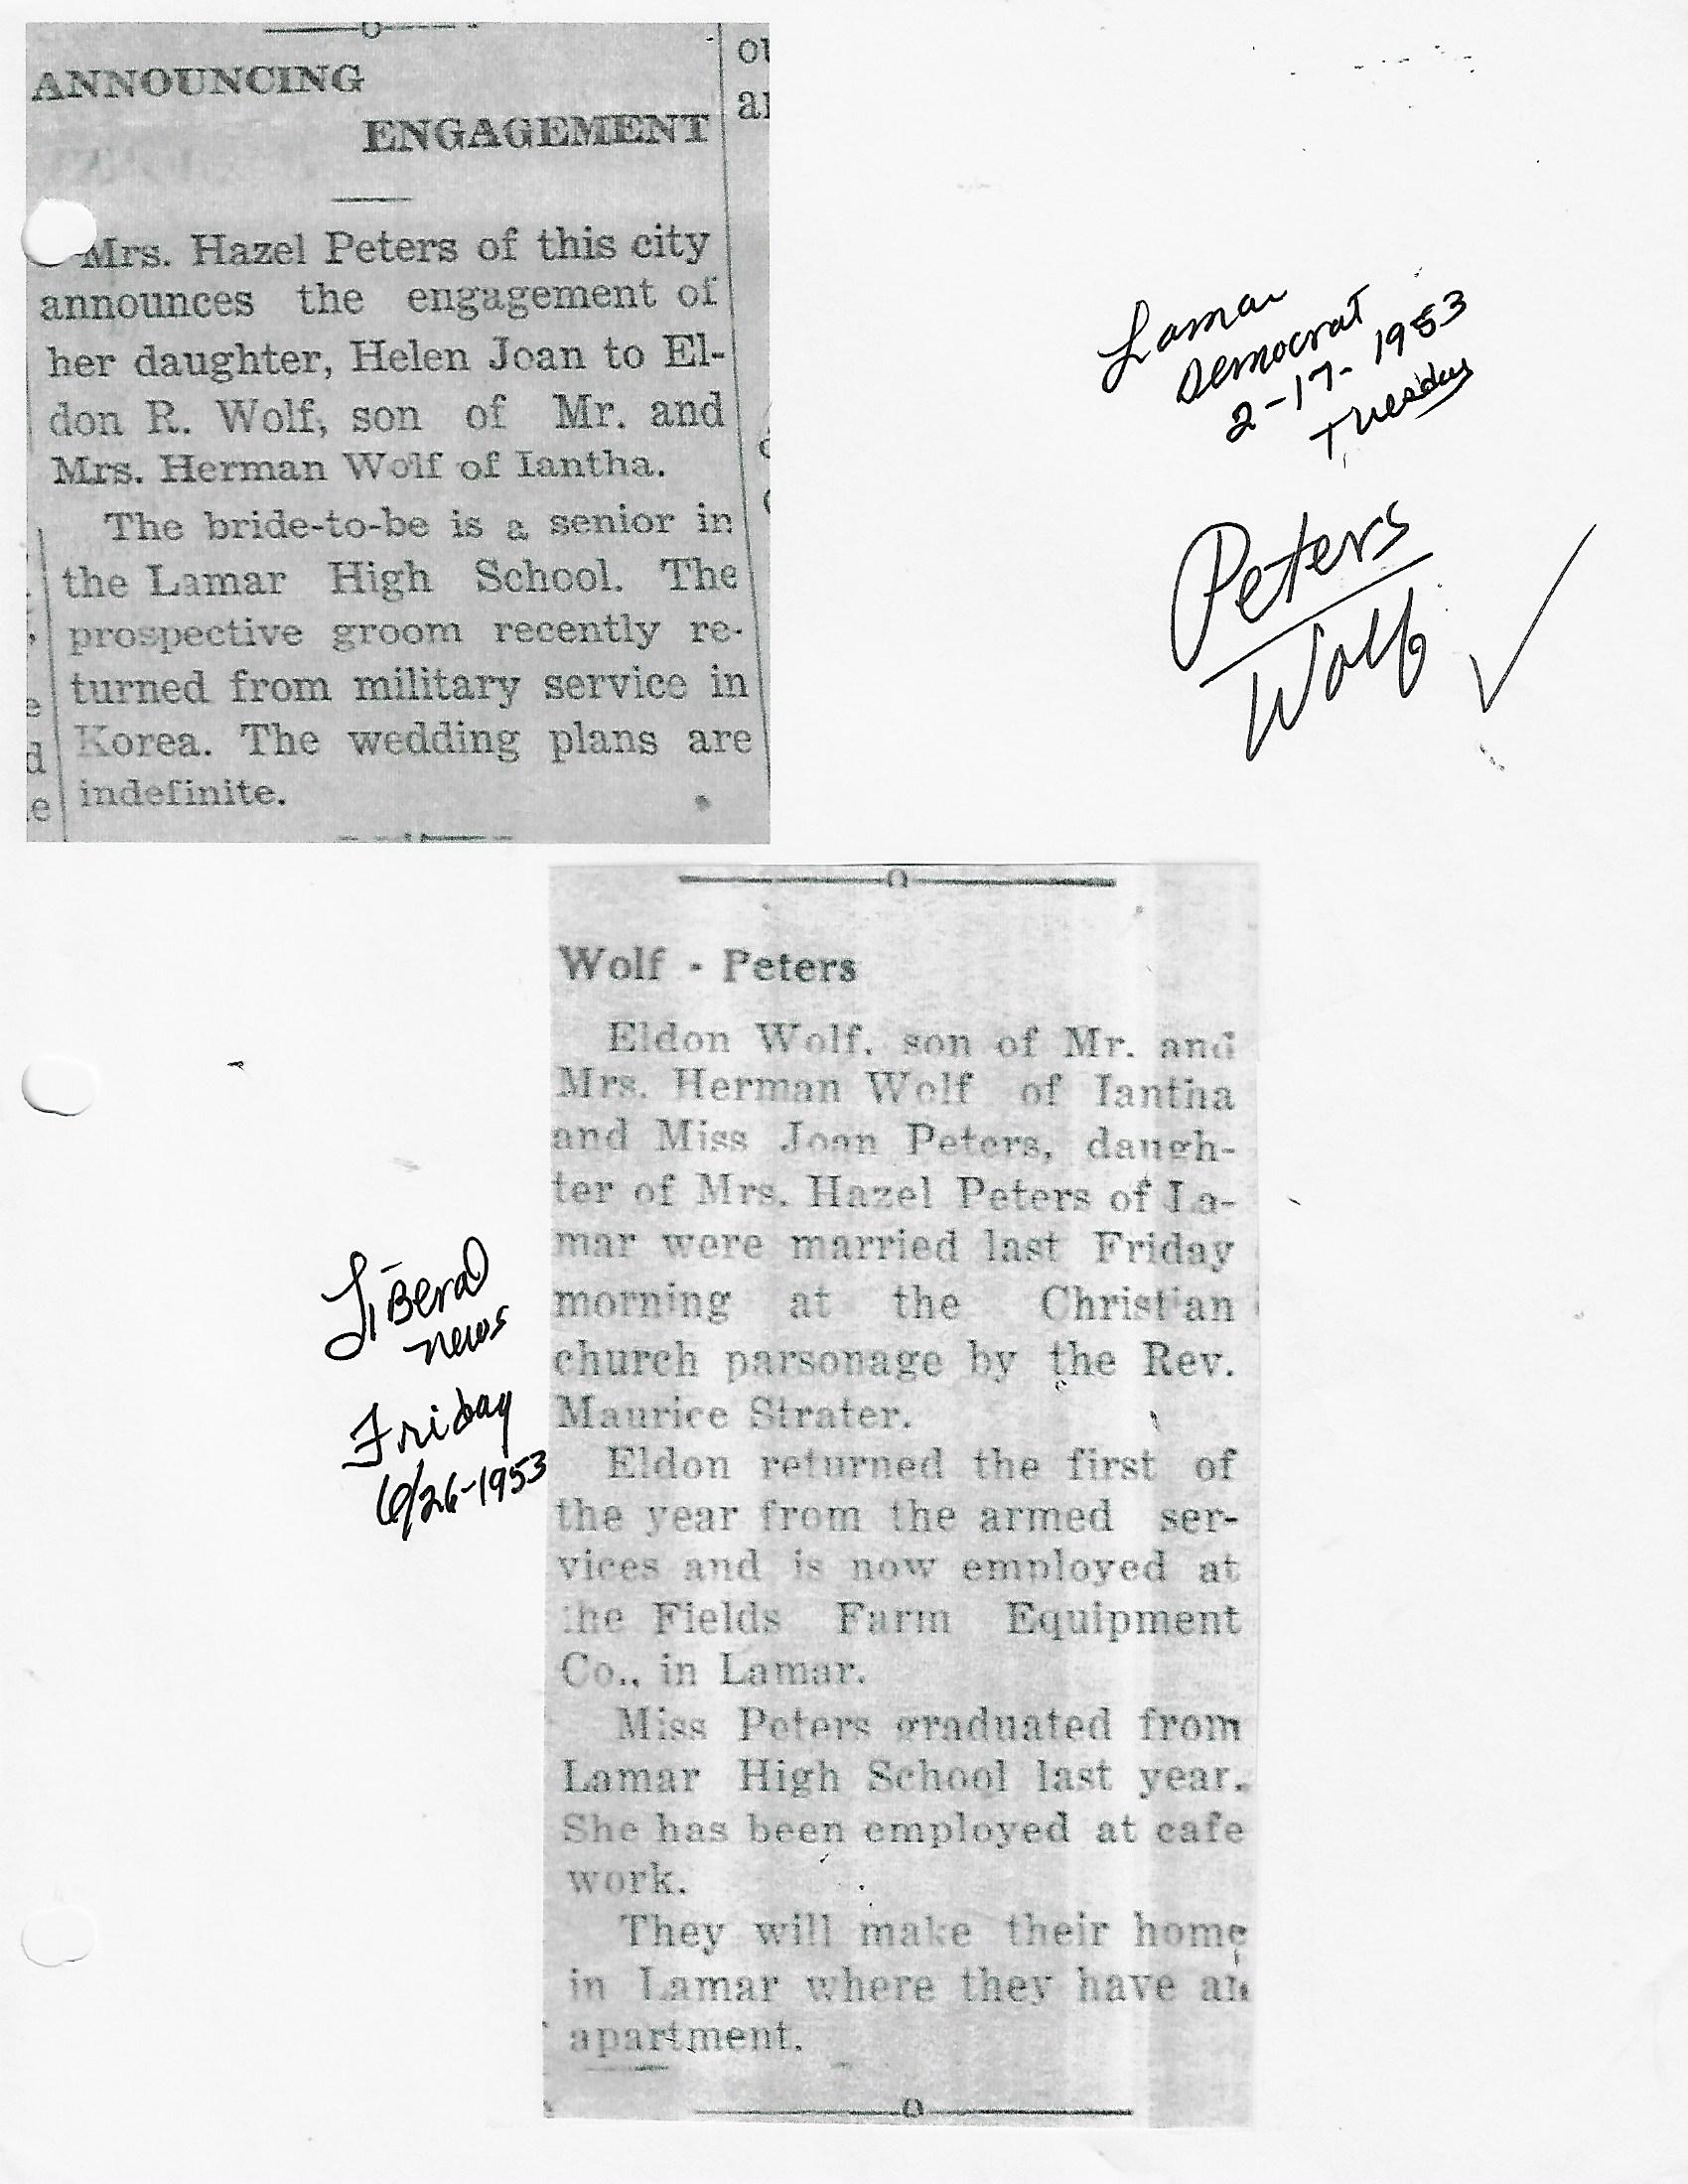 ANNOUNCING
ENGAGEMENT
Mrs. Hazel Peters of this city
announces the engagement of
her daughter, Helen Joan to El-
don R. Wolf, son of Mr. and
Mrs. Herman Wolf of Iantha.
The bride-to-be is a senior in
the Lamar High School. The
prospective groom recently re-
turned from military service in
Korea. The wedding plans are
indefinite.
Lamar
Democrat
2-17-1953
Tuesday
Peters
Wolf ✓
Wolf - Peters
Eldon Wolf, son of Mr. and
Mrs. Herman Wolf of Iantha
and Miss Joan Peters, daugh-
ter of Mrs. Hazel Peters of La-
mar were married last Friday
morning at the Christian
church parsonage by the Rev.
Maurice Strater.
Eldon returned the first of
the year from the armed ser-
vices and is now employed at
the Fields Farm Equipment
Co., in Lamar.
Miss Peters graduated from
Lamar High School last year.
She has been employed at cafe
work.
They will make their home
in Lamar where they have an
apartment.
Liberal
news
Friday
6/26-1953